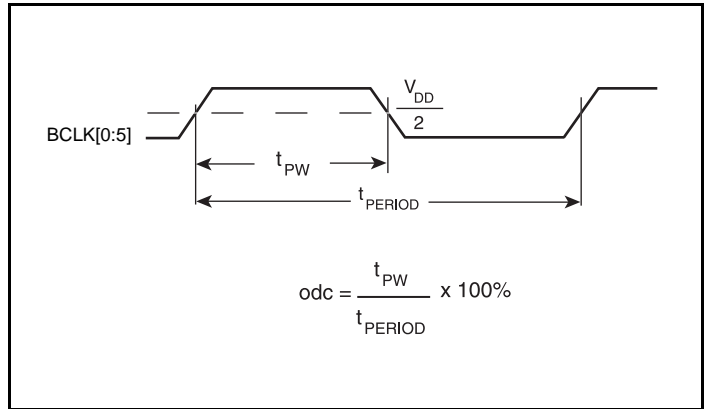 V_DD
2
BCLK[0:5]
t_PW
t_PERIOD
odc = t_PW / t_PERIOD x 100%